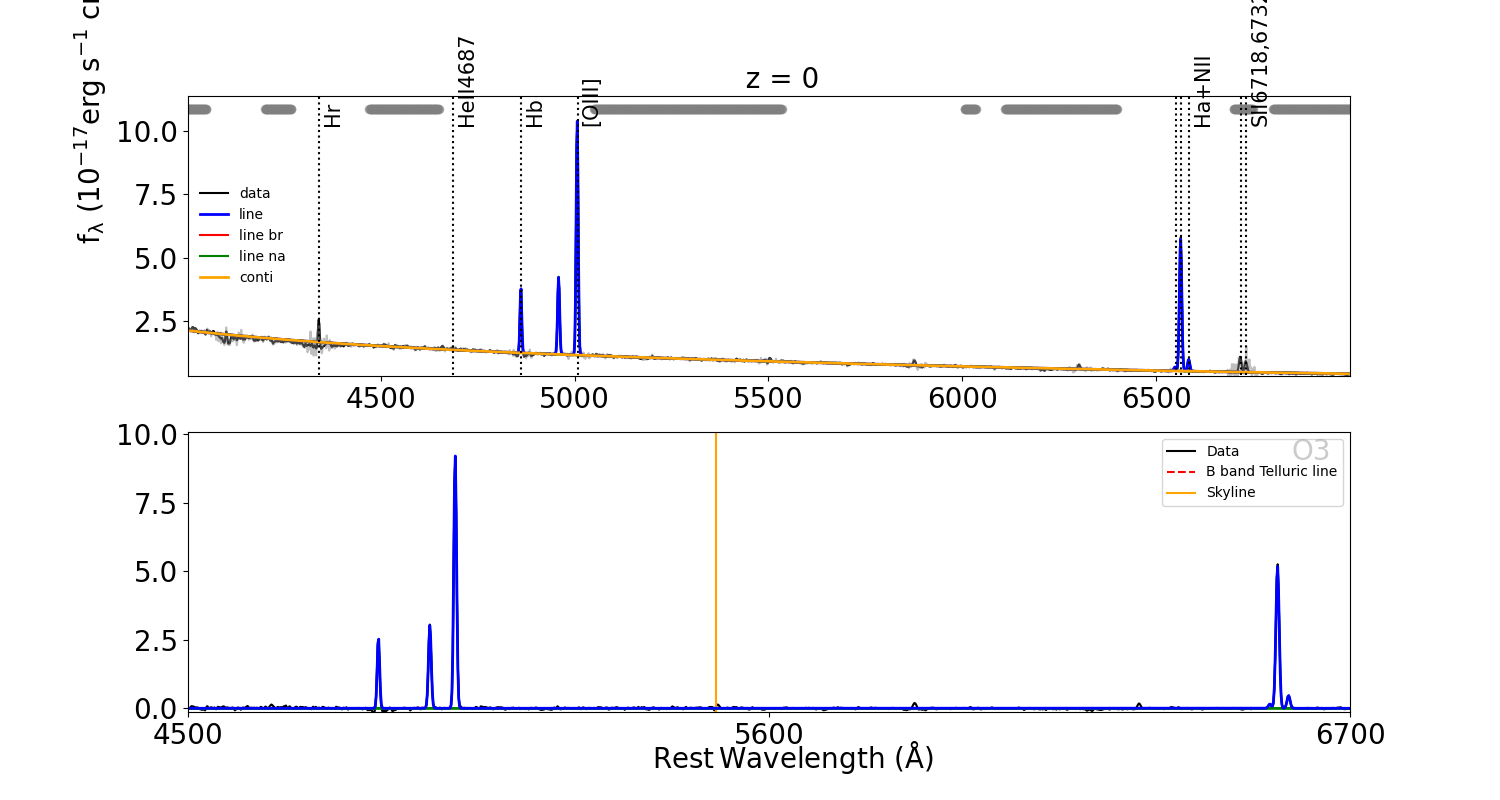 z = 0
f_λ (10^−17 erg s^−1
Hr
HeII4687
Hb
[OIII]
Ha+NII
SII6718,6732
10.0
7.5
5.0
2.5
data
line
line br
line na
conti
4500
5000
5500
6000
6500
10.0
7.5
5.0
2.5
0.0
O3
Data
B band Telluric line
Skyline
4500
5600
6700
Rest Wavelength (Å)